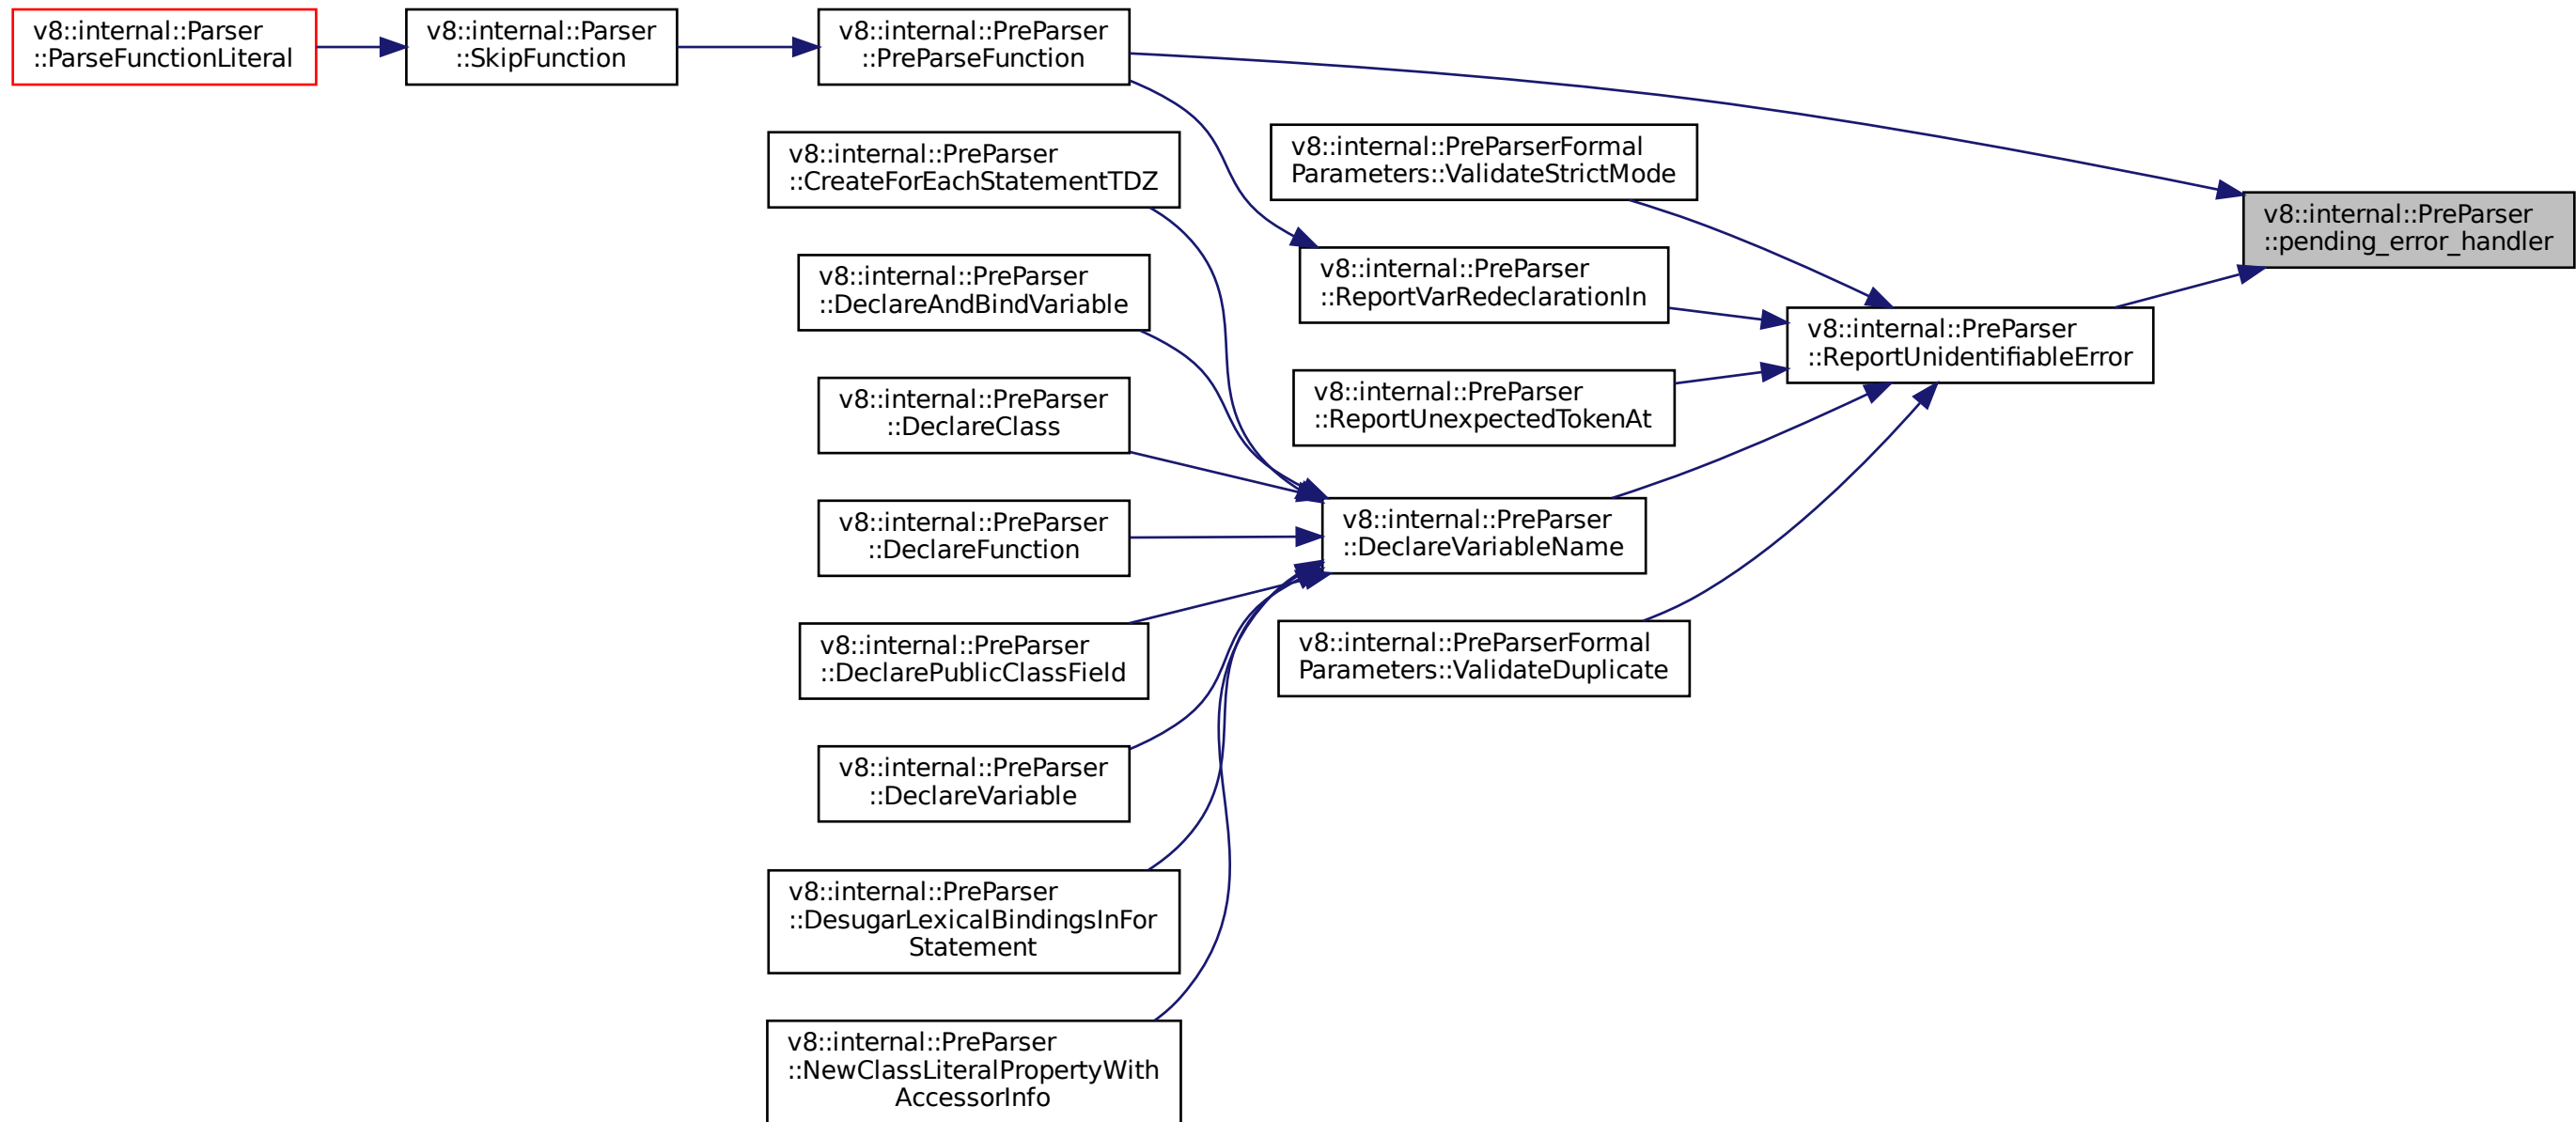 v8::internal::Parser
::ParseFunctionLiteral
v8::internal::Parser
::SkipFunction
v8::internal::PreParser
::PreParseFunction
v8::internal::PreParser
::CreateForEachStatementTDZ
v8::internal::PreParser
::DeclareAndBindVariable
v8::internal::PreParser
::DeclareClass
v8::internal::PreParser
::DeclareFunction
v8::internal::PreParser
::DeclarePublicClassField
v8::internal::PreParser
::DeclareVariable
v8::internal::PreParser
::DesugarLexicalBindingsInFor
Statement
v8::internal::PreParser
::NewClassLiteralPropertyWith
AccessorInfo
v8::internal::PreParserFormal
Parameters::ValidateStrictMode
v8::internal::PreParser
::ReportVarRedeclarationIn
v8::internal::PreParser
::ReportUnexpectedTokenAt
v8::internal::PreParser
::DeclareVariableName
v8::internal::PreParserFormal
Parameters::ValidateDuplicate
v8::internal::PreParser
::ReportUnidentifiableError
v8::internal::PreParser
::pending_error_handler